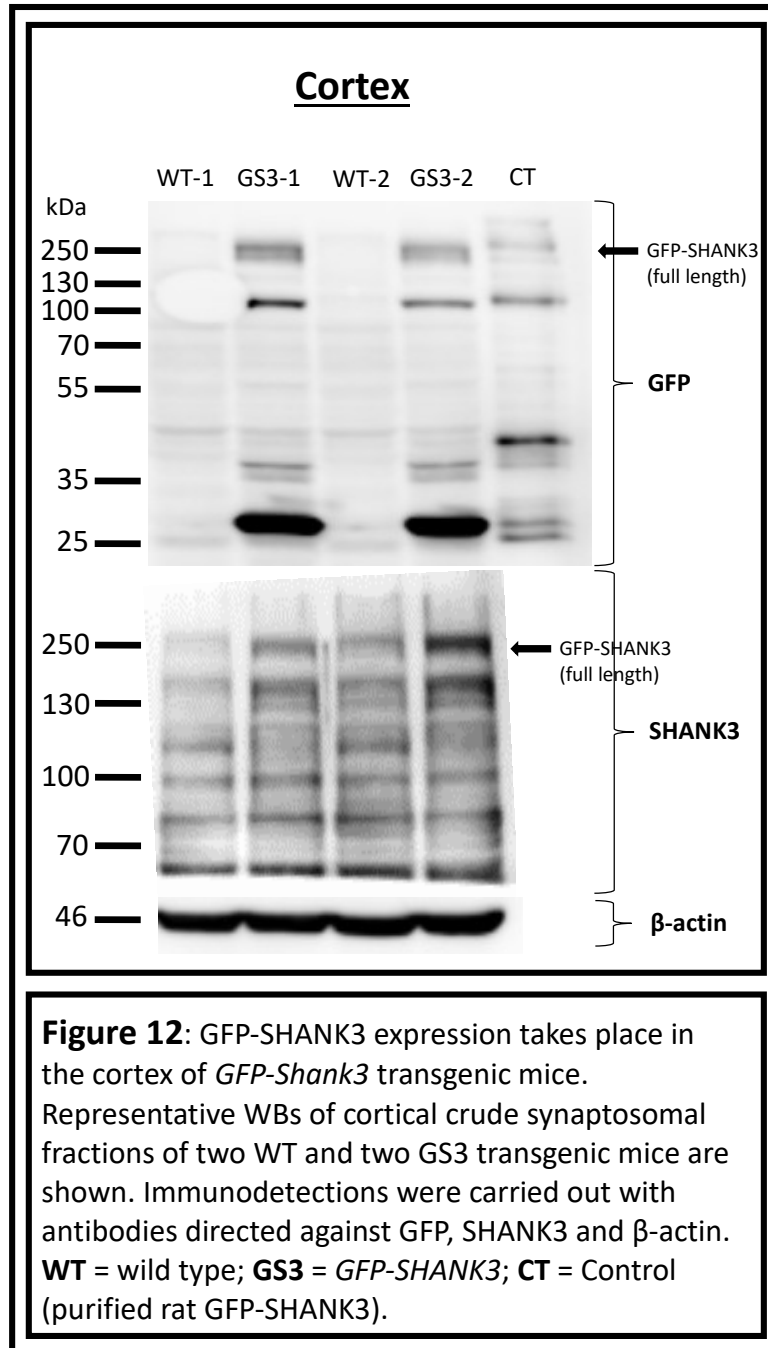 Cortex
WT-1 GS3-1 WT-2 GS3-2 CT
kDa
250
130
100
70
55
35
25
GFP-SHANK3
(full length)
GFP
250
130
100
70
GFP-SHANK3
(full length)
SHANK3
46
β-actin
Figure 12: GFP-SHANK3 expression takes place in
the cortex of GFP-Shank3 transgenic mice.
Representative WBs of cortical crude synaptosomal
fractions of two WT and two GS3 transgenic mice are
shown. Immunodetections were carried out with
antibodies directed against GFP, SHANK3 and β-actin.
WT = wild type; GS3 = GFP-SHANK3; CT = Control
(purified rat GFP-SHANK3).